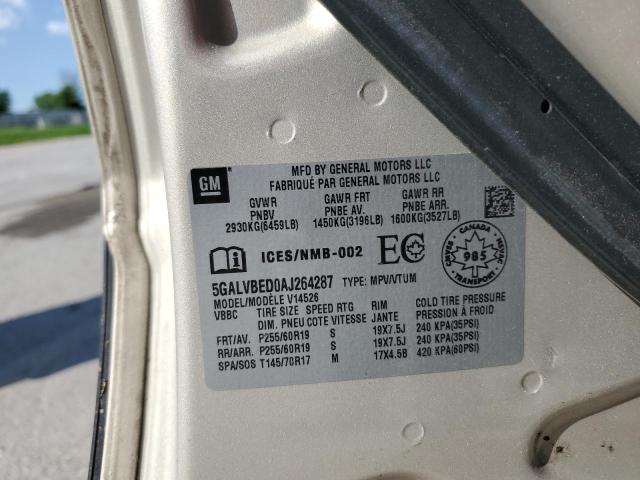 GM
MFD BY GENERAL MOTORS LLC
FABRIQUÉ PAR GENERAL MOTORS LLC
GVWR GAWR FRT GAWR RR
PNBV PNBE AV. PNBE ARR.
2930KG(6459LB) 1450KG(3196LB) 1600KG(3527LB)
ICES/NMB-002 EC CANADA CMVSS 985 NSVAC TRANSPORT
5GALVBED0AJ264287 TYPE: MPV/VTUM
MODEL/MODÈLE V14526
VBBC TIRE SIZE SPEED RTG RIM COLD TIRE PRESSURE
DIM. PNEU COTE VITESSE JANTE PRESSION À FROID
FRT/AV. P255/60R19 S 19X7.5J 240 KPA(35PSI)
RR/ARR. P255/60R19 S 19X7.5J 240 KPA(35PSI)
SPA/SOS T145/70R17 M 17X4.5B 420 KPA(60PSI)